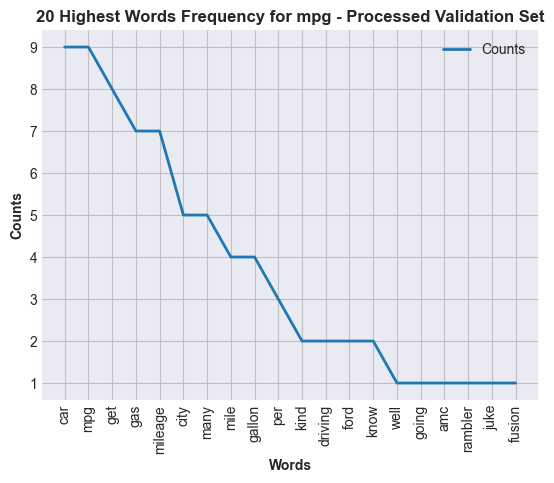 20 Highest Words Frequency for mpg - Processed Validation Set
Counts
9
8
7
6
5
4
3
2
1
Counts
car
mpg
get
gas
mileage
city
many
mile
gallon
per
kind
driving
ford
know
well
going
amc
rambler
juke
fusion
Words